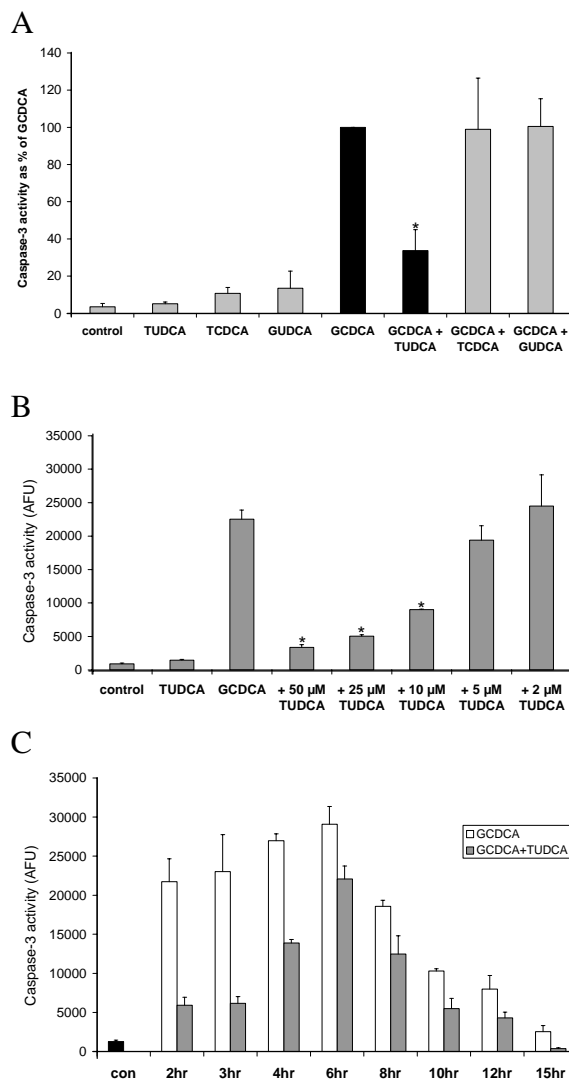 A
Caspase-3 activity as % of GCDCA
140
120
100
80
60
40
20
0
*
control TUDCA TCDCA GUDCA GCDCA GCDCA + GCDCA + GCDCA +
TUDCA TCDCA GUDCA
B
Caspase-3 activity (AFU)
35000
30000
25000
20000
15000
10000
5000
0
* * *
control TUDCA GCDCA + 50 µM + 25 µM + 10 µM + 5 µM + 2 µM
TUDCA TUDCA TUDCA TUDCA TUDCA
C
Caspase-3 activity (AFU)
35000
30000
25000
20000
15000
10000
5000
0
GCDCA
GCDCA+TUDCA
con 2hr 3hr 4hr 6hr 8hr 10hr 12hr 15hr